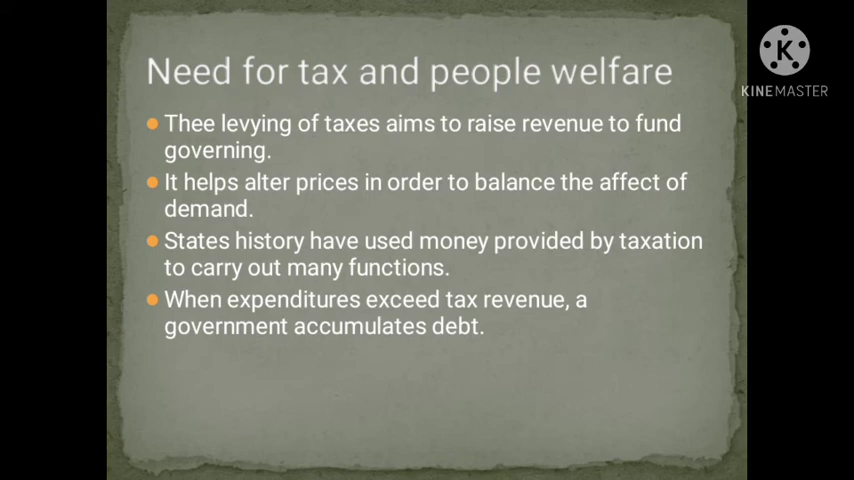 Need for tax and people welfare
Thee levying of taxes aims to raise revenue to fund
governing.
It helps alter prices in order to balance the affect of
demand.
States history have used money provided by taxation
to carry out many functions.
When expenditures exceed tax revenue, a
government accumulates debt.
K
KINEMASTER